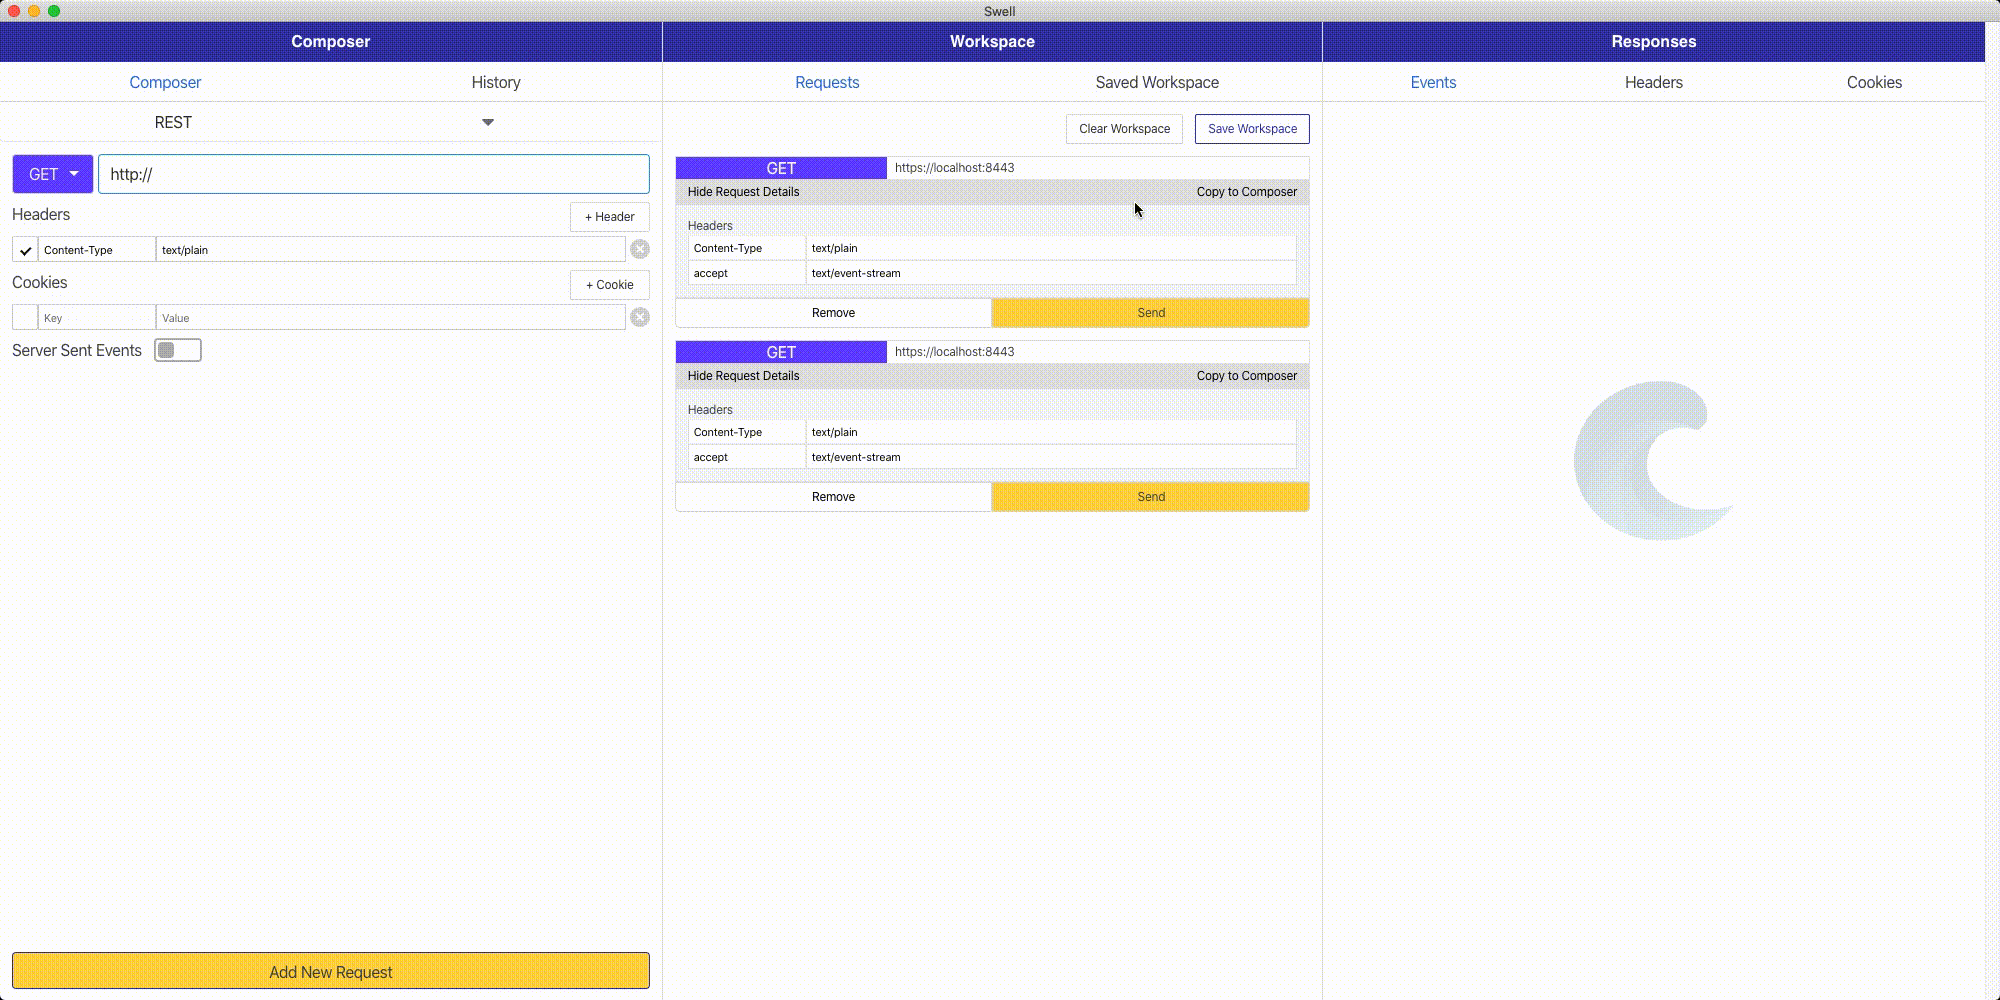 Swell
Composer
Composer History
REST
GET http://
Headers + Header
Content-Type text/plain
Cookies + Cookie
Key Value
Server Sent Events
Add New Request
Workspace
Requests Saved Workspace
Clear Workspace Save Workspace
GET https://localhost:8443
Hide Request Details Copy to Composer
Headers
Content-Type text/plain
accept text/event-stream
Remove Send
GET https://localhost:8443
Hide Request Details Copy to Composer
Headers
Content-Type text/plain
accept text/event-stream
Remove Send
Responses
Events Headers Cookies